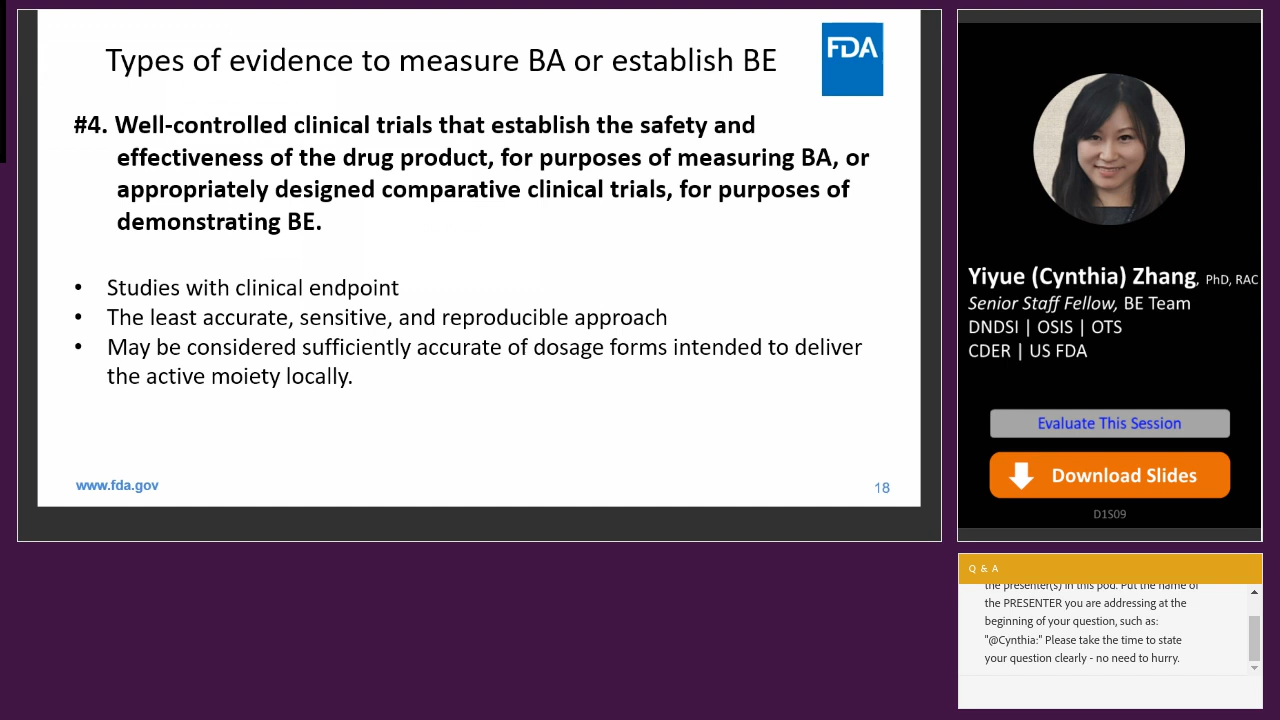 Types of evidence to measure BA or establish BE
FDA
#4. Well-controlled clinical trials that establish the safety and
effectiveness of the drug product, for purposes of measuring BA, or
appropriately designed comparative clinical trials, for purposes of
demonstrating BE.
• Studies with clinical endpoint
• The least accurate, sensitive, and reproducible approach
• May be considered sufficiently accurate of dosage forms intended to deliver
the active moiety locally.
www.fda.gov
18
Yiyue (Cynthia) Zhang, PhD, RAC
Senior Staff Fellow, BE Team
DNDSI | OSIS | OTS
CDER | US FDA
Evaluate This Session
Download Slides
D1S09
Q & A
the presenter(s) in this pod. Put the name of
the PRESENTER you are addressing at the
beginning of your question, such as:
"@Cynthia:" Please take the time to state
your question clearly - no need to hurry.